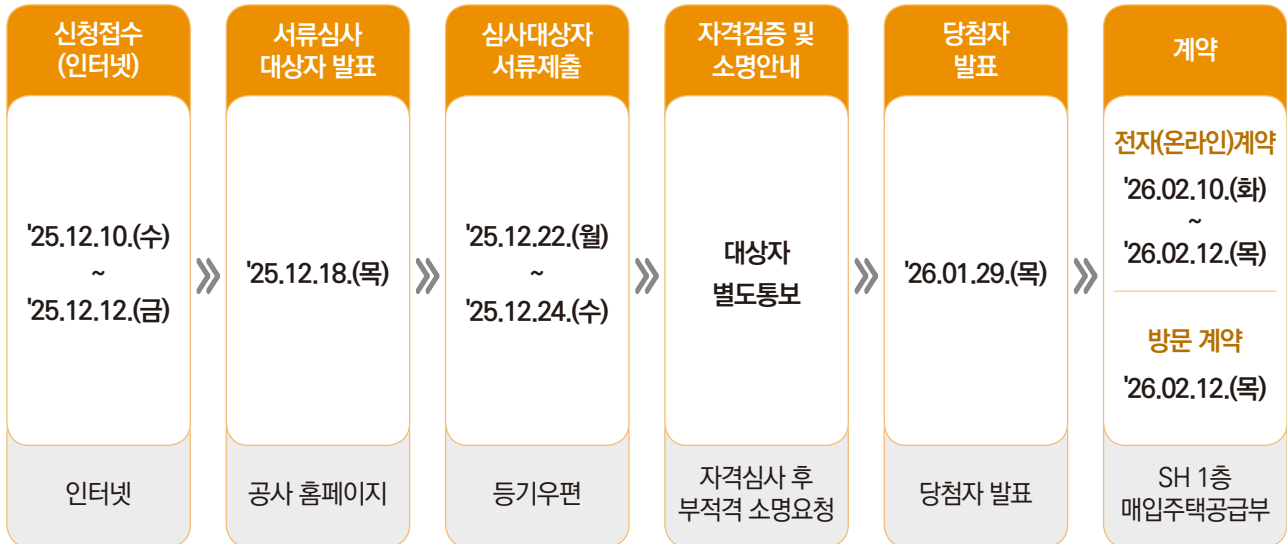 신청접수
(인터넷)
'25.12.10.(수)
~
'25.12.12.(금)
인터넷
서류심사
대상자 발표
'25.12.18.(목)
공사 홈페이지
심사대상자
서류제출
'25.12.22.(월)
~
'25.12.24.(수)
등기우편
자격검증 및
소명안내
대상자
별도통보
자격심사 후
부적격 소명요청
당첨자
발표
'26.01.29.(목)
당첨자 발표
계약
전자(온라인)계약
'26.02.10.(화)
~
'26.02.12.(목)
방문 계약
'26.02.12.(목)
SH 1층
매입주택공급부